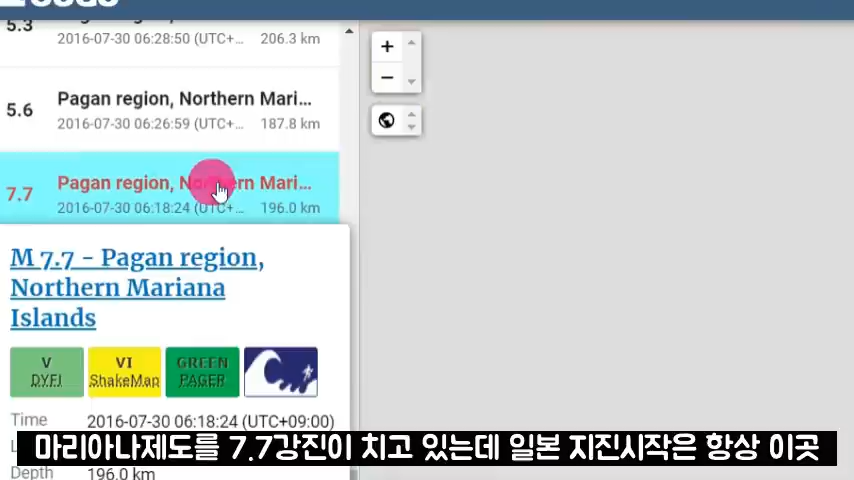 5.3
2016-07-30 06:28:50 (UTC+... 206.3 km
5.6
Pagan region, Northern Mari...
2016-07-30 06:26:59 (UTC+... 187.8 km
7.7
Pagan region, Northern Mari...
2016-07-30 06:18:24 (UTC+... 196.0 km
+
−
M 7.7 - Pagan region,
Northern Mariana
Islands
V
DYFI
VI
ShakeMap
GREEN
PAGER
Time 2016-07-30 06:18:24 (UTC+09:00)
마리아나제도를 7.7강진이 치고 있는데 일본 지진시작은 항상 이곳
Depth 196.0 km